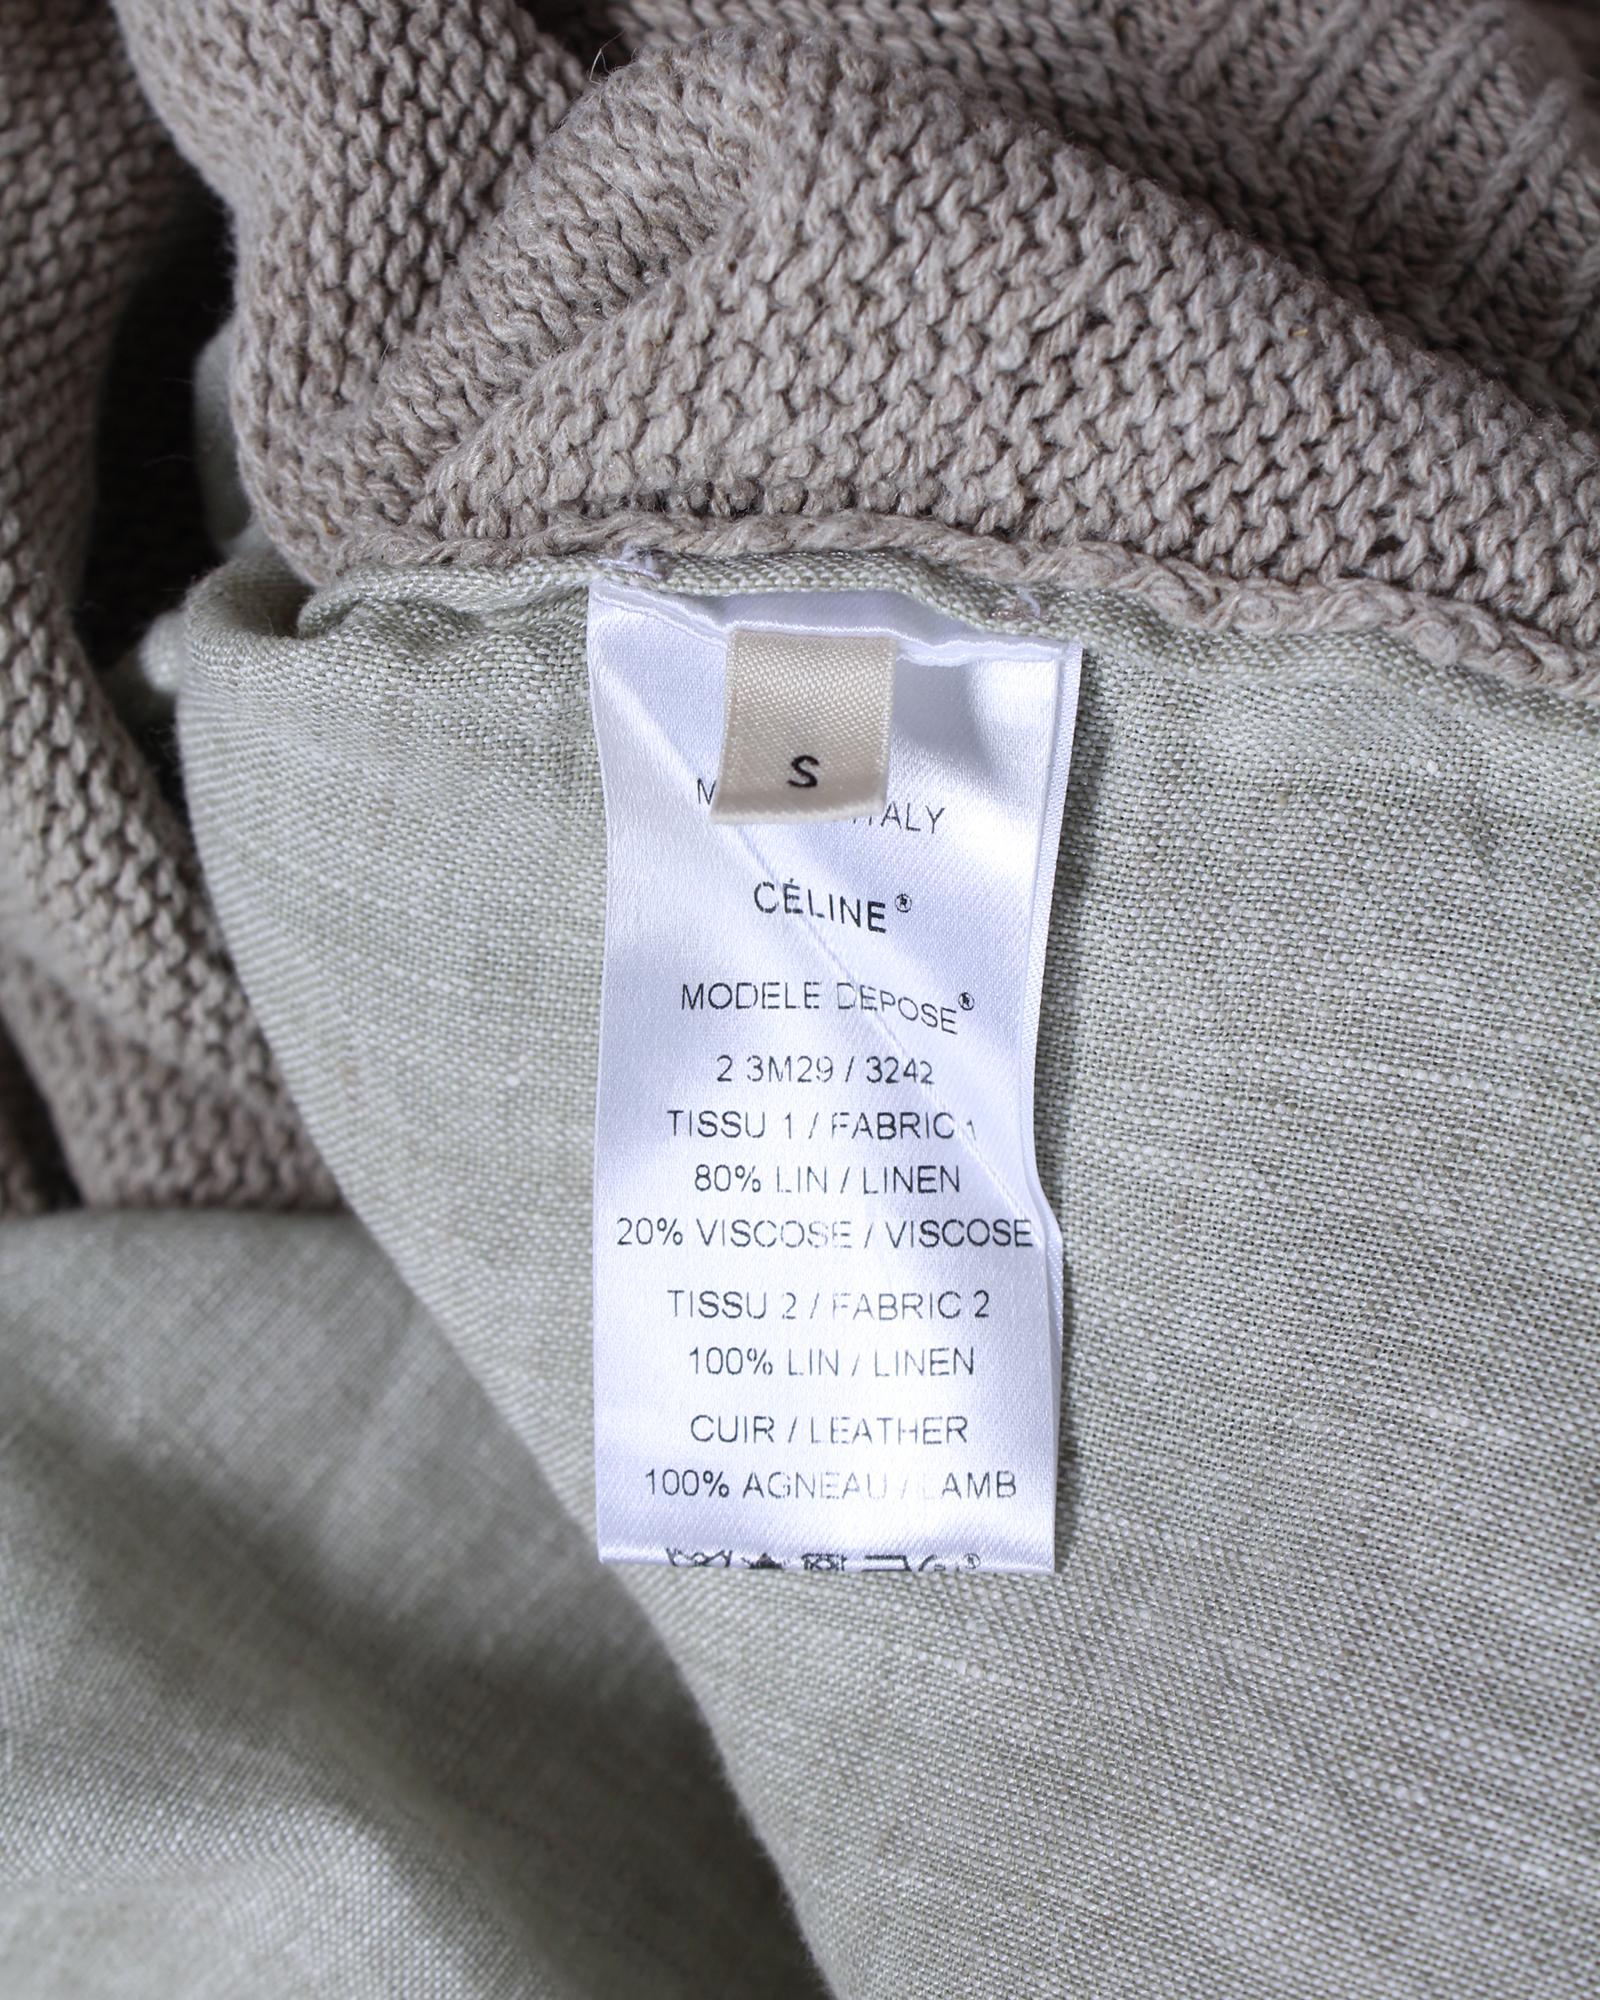 S
CÉLINE®
MODELE DEPOSE®
2 3M29 / 3242
TISSU 1 / FABRIC 1
80% LIN / LINEN
20% VISCOSE / VISCOSE
TISSU 2 / FABRIC 2
100% LIN / LINEN
CUIR / LEATHER
100% AGNEAU / LAMB